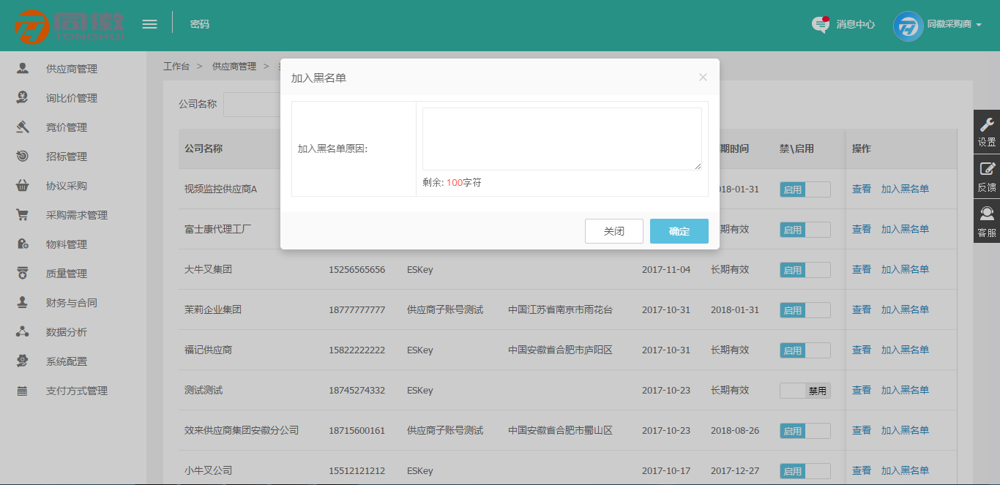 同徽
TONGHUI
密码
消息中心
同徽采购商
供应商管理
询比价管理
竞价管理
招标管理
协议采购
采购需求管理
物料管理
质量管理
财务与合同
数据分析
系统配置
支付方式管理
工作台 > 供应商管理 >
公司名称
加入黑名单
×
加入黑名单原因:
剩余: 100字符
关闭 确定
公司名称 期时间 禁\启用 操作
视频监控供应商A 18-01-31 启用 查看 加入黑名单
富士康代理工厂 期有效 启用 查看 加入黑名单
大牛叉集团 15256565656 ESKey 2017-11-04 长期有效 启用 查看 加入黑名单
茉莉企业集团 18777777777 供应商子账号测试 中国江苏省南京市雨花台 2017-10-31 2018-01-31 启用 查看 加入黑名单
福记供应商 15822222222 ESKey 中国安徽省合肥市庐阳区 2017-10-31 长期有效 启用 查看 加入黑名单
测试测试 18745274332 ESKey 2017-10-23 长期有效 禁用 查看 加入黑名单
效来供应商集团安徽分公司 18715600161 供应商子账号测试 中国安徽省合肥市蜀山区 2017-10-23 2018-08-26 启用 查看 加入黑名单
小牛叉公司 15512121212 ESKey 2017-10-17 2017-12-27 启用 查看 加入黑名单
设置
反馈
客服